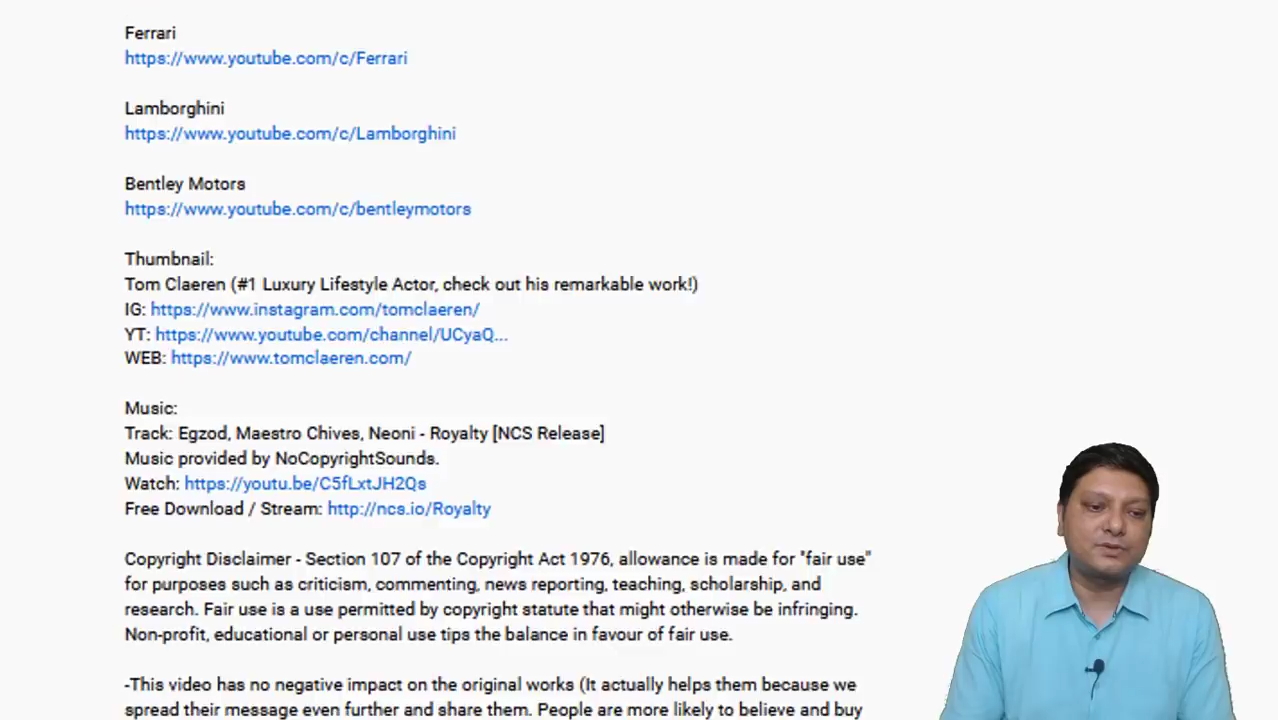 Ferrari
https://www.youtube.com/c/Ferrari
Lamborghini
https://www.youtube.com/c/Lamborghini
Bentley Motors
https://www.youtube.com/c/bentleymotors
Thumbnail:
Tom Claeren (#1 Luxury Lifestyle Actor, check out his remarkable work!)
IG: https://www.instagram.com/tomclaeren/
YT: https://www.youtube.com/channel/UCyaQ...
WEB: https://www.tomclaeren.com/
Music:
Track: Egzod, Maestro Chives, Neoni - Royalty [NCS Release]
Music provided by NoCopyrightSounds.
Watch: https://youtu.be/C5fLxtJH2Qs
Free Download / Stream: http://ncs.io/Royalty
Copyright Disclaimer - Section 107 of the Copyright Act 1976, allowance is made for "fair use"
for purposes such as criticism, commenting, news reporting, teaching, scholarship, and
research. Fair use is a use permitted by copyright statute that might otherwise be infringing.
Non-profit, educational or personal use tips the balance in favour of fair use.
-This video has no negative impact on the original works (It actually helps them because we
spread their message even further and share them. People are more likely to believe and buy